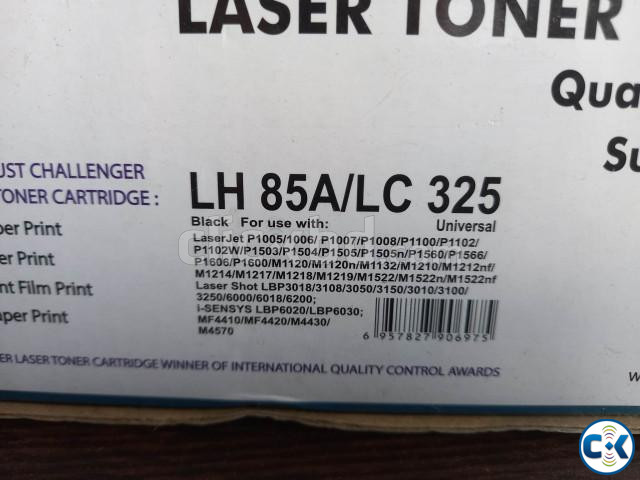 LASER TONER
Qua
Su
UST CHALLENGER
TONER CARTRIDGE :
per Print
er Print
nt Film Print
aper Print
LH 85A/LC 325
Black For use with: Universal
LaserJet P1005/1006/ P1007/P1008/P1100/P1102/
P1102W/P1503/P1504/P1505/P1505n/P1560/P1566/
P1606/P1600/M1120/M1120n/M1132/M1210/M1212nf/
M1214/M1217/M1218/M1219/M1522/M1522n/M1522nf
Laser Shot LBP3018/3108/3050/3150/3010/3100/
3250/6000/6018/6200;
i-SENSYS LBP6020/LBP6030;
MF4410/MF4420/M4430/
M4570
6 957827 906975
ER LASER TONER CARTRIDGE WINNER OF INTERNATIONAL QUALITY CONTROL AWARDS
w
CK